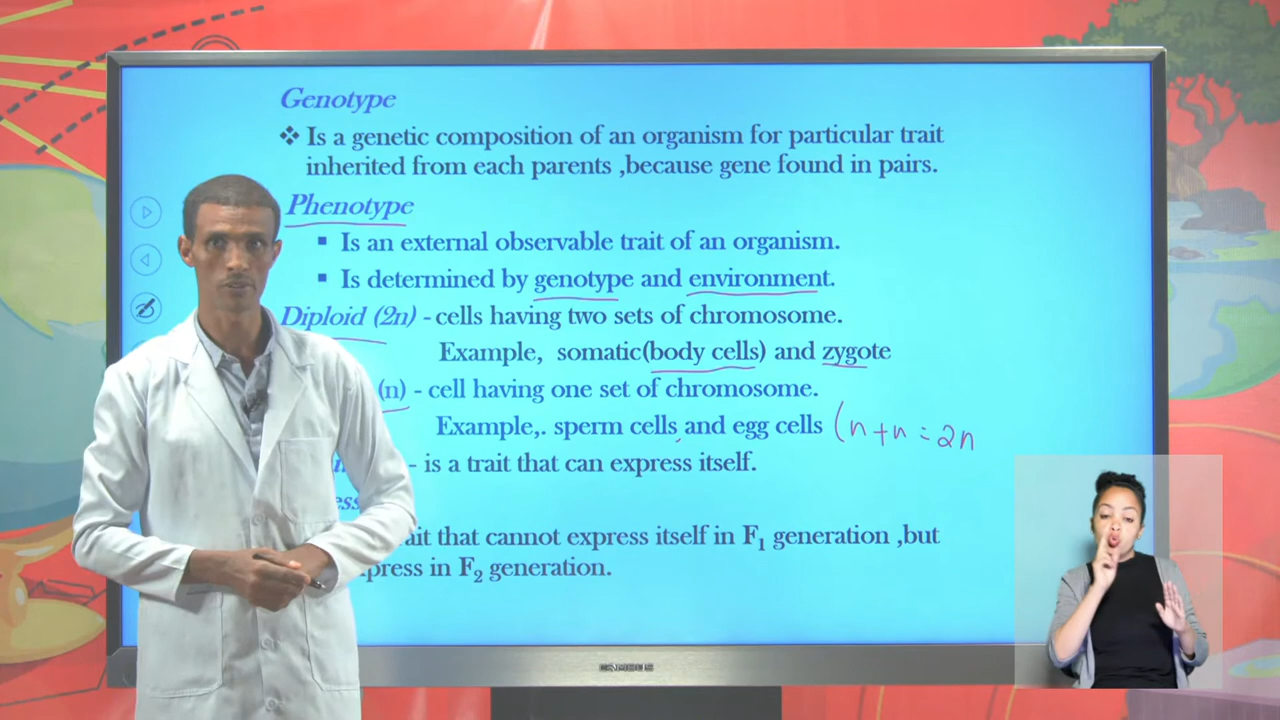 Genotype
❖ Is a genetic composition of an organism for particular trait
inherited from each parents ,because gene found in pairs.
Phenotype
▪ Is an external observable trait of an organism.
▪ Is determined by genotype and environment.
Diploid (2n) - cells having two sets of chromosome.
Example, somatic(body cells) and zygote
(n) - cell having one set of chromosome.
Example,. sperm cells and egg cells (n+n=2n
- is a trait that can express itself.
ait that cannot express itself in F₁ generation ,but
press in F₂ generation.